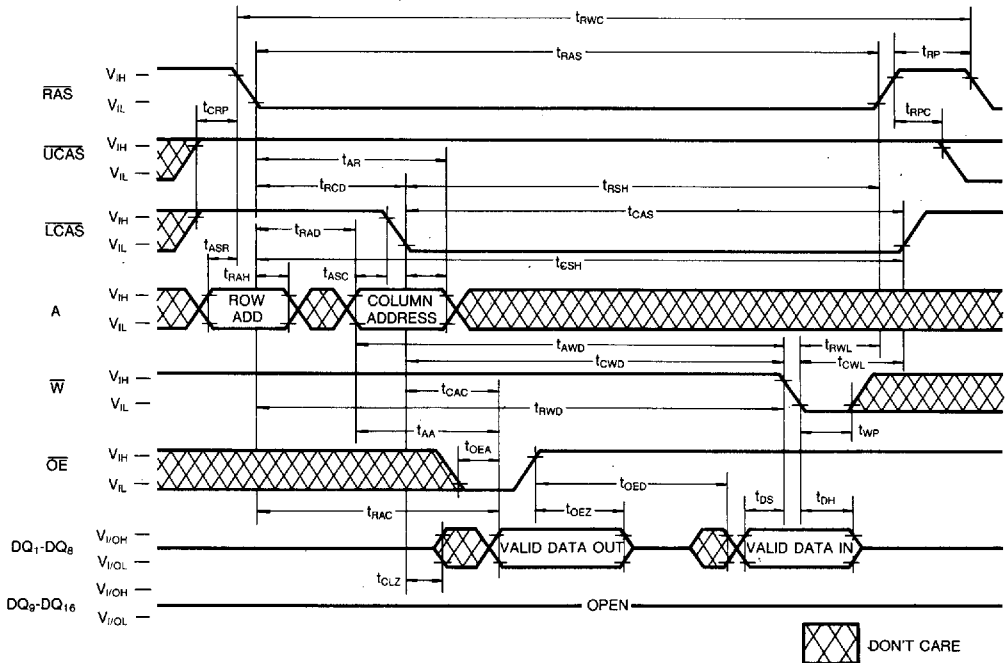 tRWC
tRAS
tRP
RAS
VIH
VIL
tCRP
tRPC
UCAS
VIH
VIL
tAR
tRCD
tRSH
LCAS
VIH
VIL
tCAS
tRAD
tCSH
tASR
tRAH
tASC
A
VIH
VIL
ROW
ADD
COLUMN
ADDRESS
tAWD
tRWL
tCWD
tCWL
W
VIH
VIL
tCAC
tRWD
tWP
tAA
OE
VIH
VIL
tOEA
tOED
tRAC
tOEZ
tDS
tDH
DQ1-DQ8
VI/OH
VI/OL
VALID DATA OUT
VALID DATA IN
tCLZ
DQ9-DQ16
VI/OH
VI/OL
OPEN
DON'T CARE